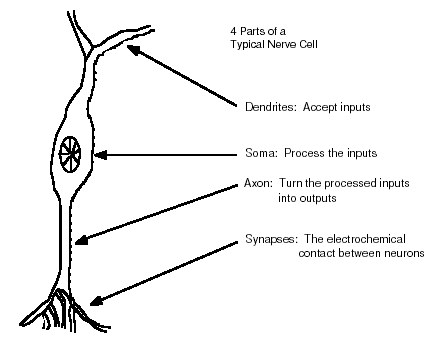 4 Parts of a
Typical Nerve Cell
Dendrites: Accept inputs
Soma: Process the inputs
Axon: Turn the processed inputs
into outputs
Synapses: The electrochemical
contact between neurons